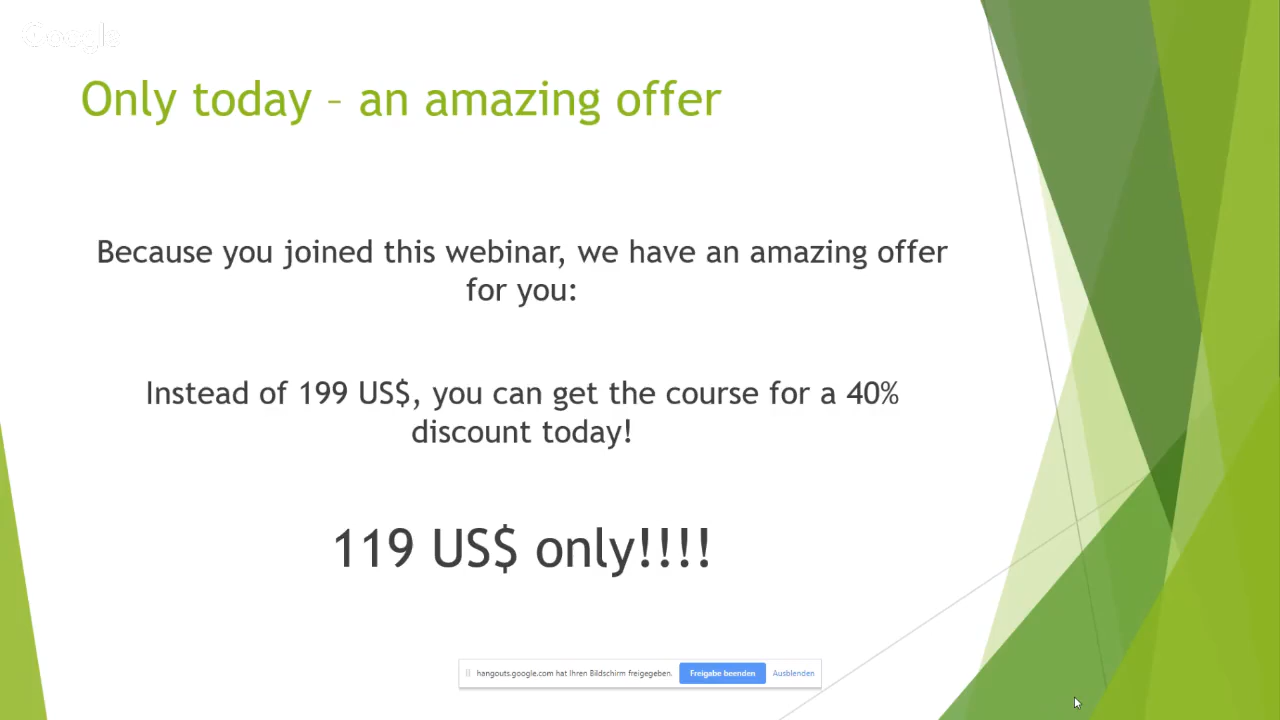 Google
Only today – an amazing offer
Because you joined this webinar, we have an amazing offer
for you:
Instead of 199 US$, you can get the course for a 40%
discount today!
119 US$ only!!!!
hangouts.google.com hat Ihren Bildschirm freigegeben. Freigabe beenden Ausblenden